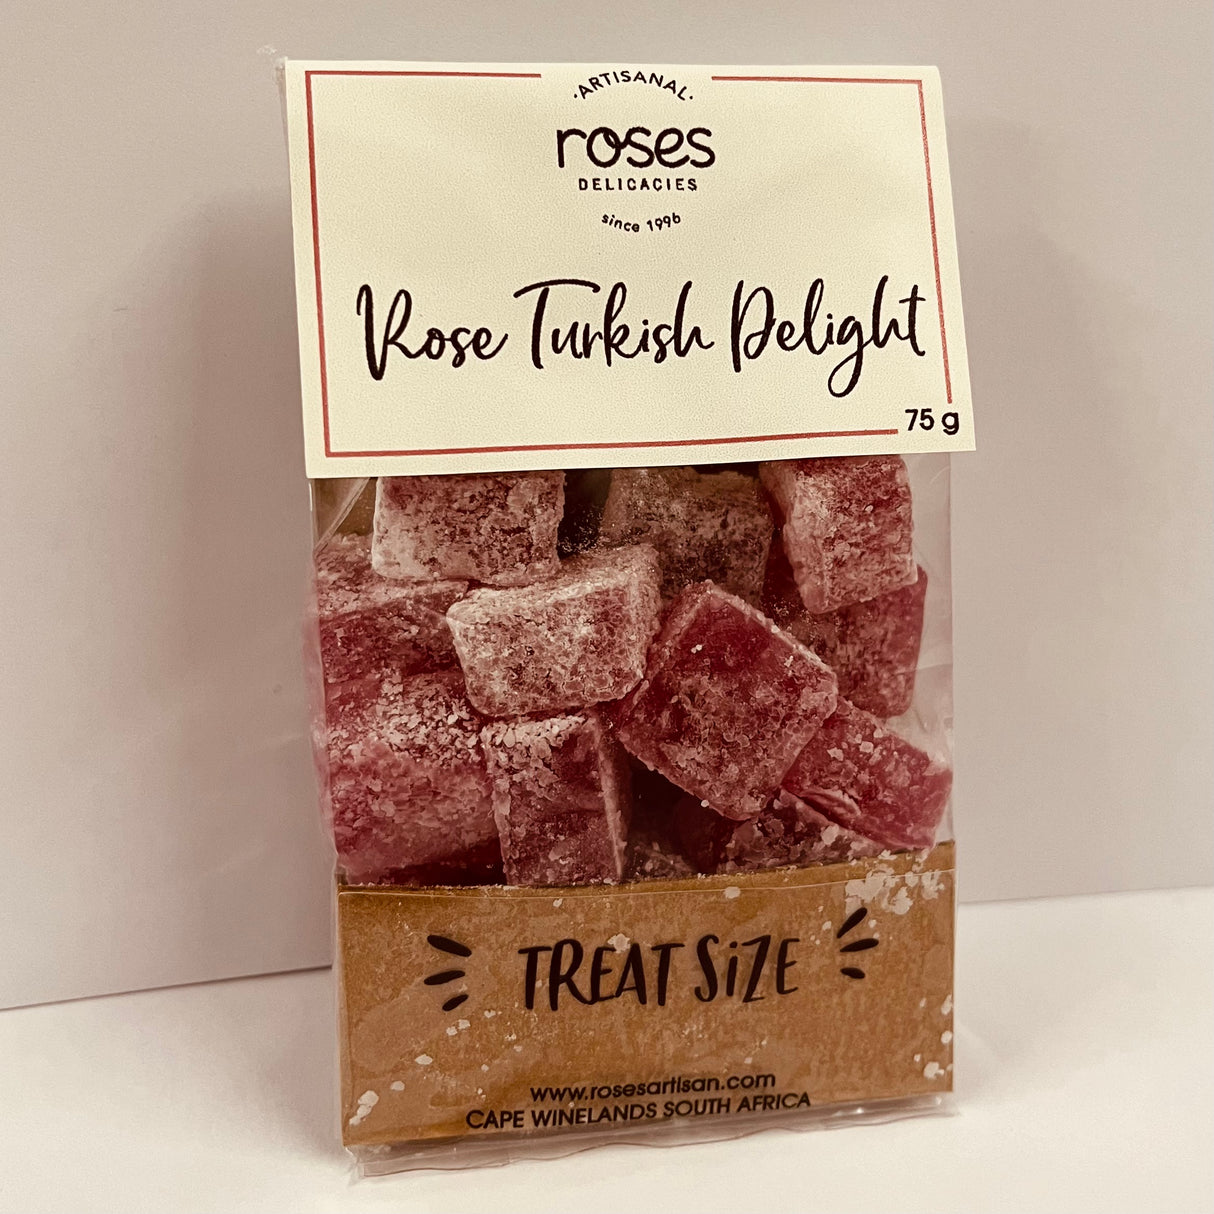 ·ARTISANAL·
roses
DELICACIES
since 1996
Rose Turkish Delight
75 g
TREAT SiZE
www.rosesartisan.com
CAPE WINELANDS SOUTH AFRICA